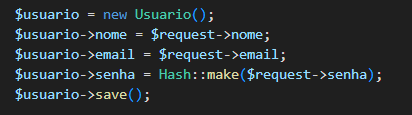 $usuario = new Usuario();
$usuario->nome = $request->nome;
$usuario->email = $request->email;
$usuario->senha = Hash::make($request->senha);
$usuario->save();